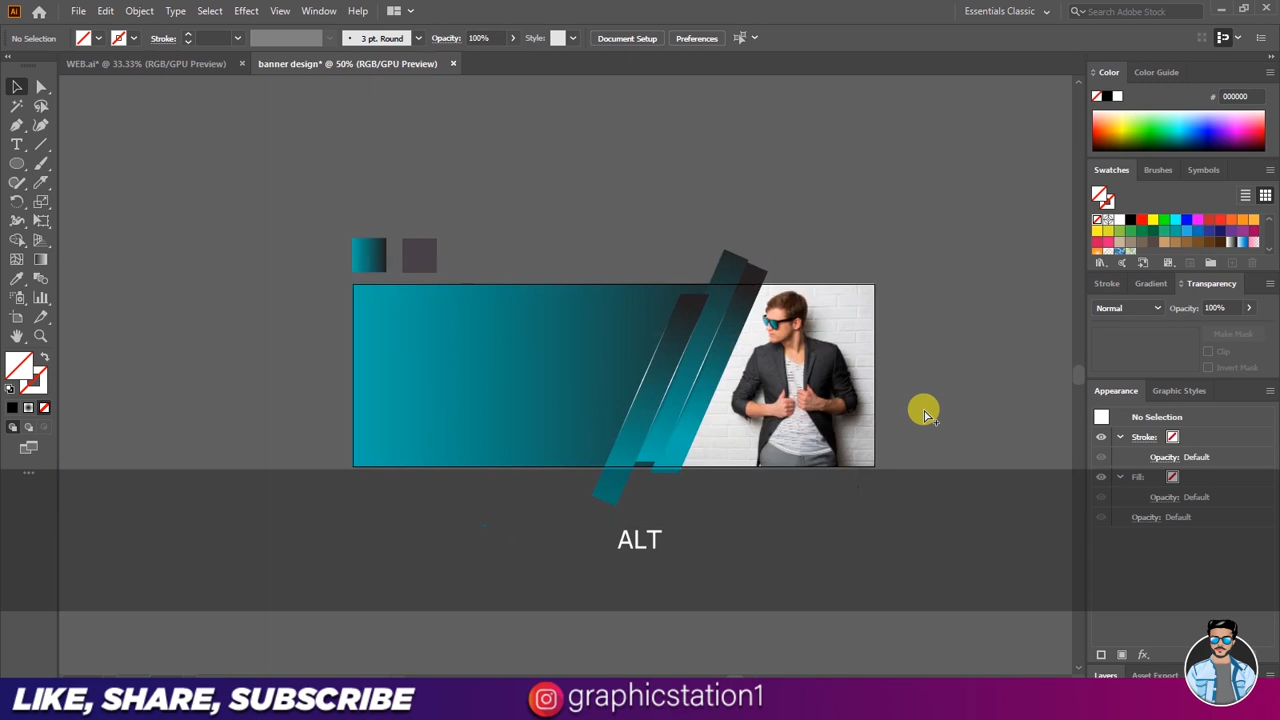 Ai File Edit Object Type Select Effect View Window Help Essentials Classic Search Adobe Stock
No Selection Stroke: 3 pt. Round Opacity: 100% Style: Document Setup Preferences
WEB.ai* @ 33.33% (RGB/GPU Preview) × banner design* @ 50% (RGB/GPU Preview) ×
Color Color Guide
# 000000
Swatches Brushes Symbols
Stroke Gradient Transparency
Normal Opacity: 100%
Make Mask
Clip
Invert Mask
Appearance Graphic Styles
No Selection
Stroke:
Opacity: Default
Fill:
Opacity: Default
Opacity: Default
ALT
fx
Layers Asset Export
LIKE, SHARE, SUBSCRIBE graphicstation1